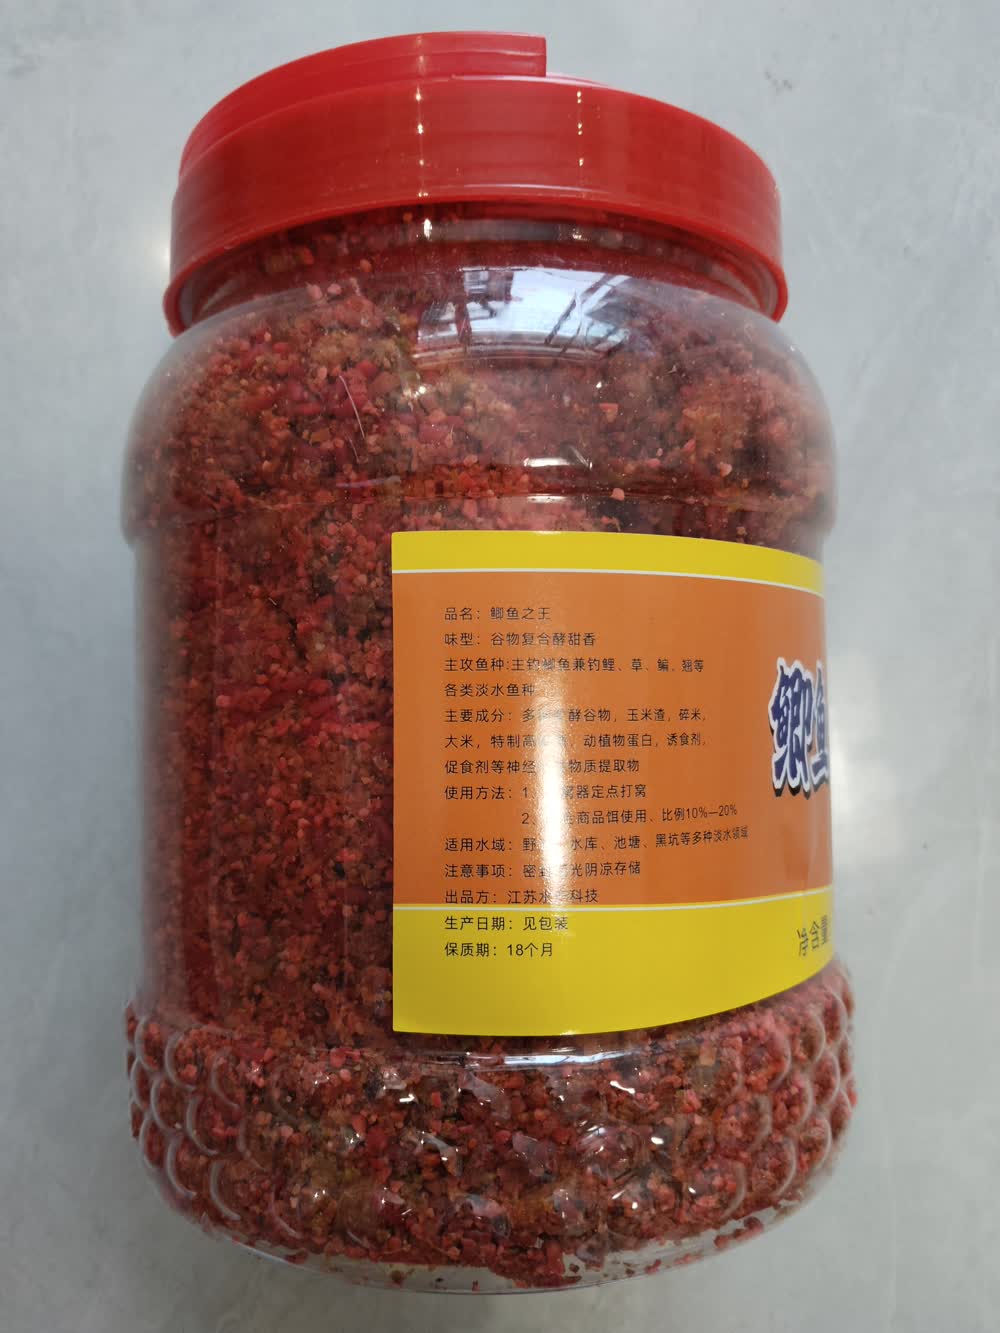 品名：鲫鱼之王
味型：谷物复合酵甜香
主攻鱼种:主钓鲫鱼兼钓鲤、草、鳊、翘等
各类淡水鱼种
主要成分：多 酵谷物，玉米渣，碎米，
大米，特制高 ，动植物蛋白，诱食剂，
促食剂等神经 物质提取物
使用方法：1、 窝器定点打窝
2、 商品饵使用、比例10%—20%
适用水域：野 水库、池塘、黑坑等多种淡水领域
注意事项：密 光阴凉存储
出品方：江苏水 科技
生产日期：见包装
保质期：18个月
鲫鱼
净含量